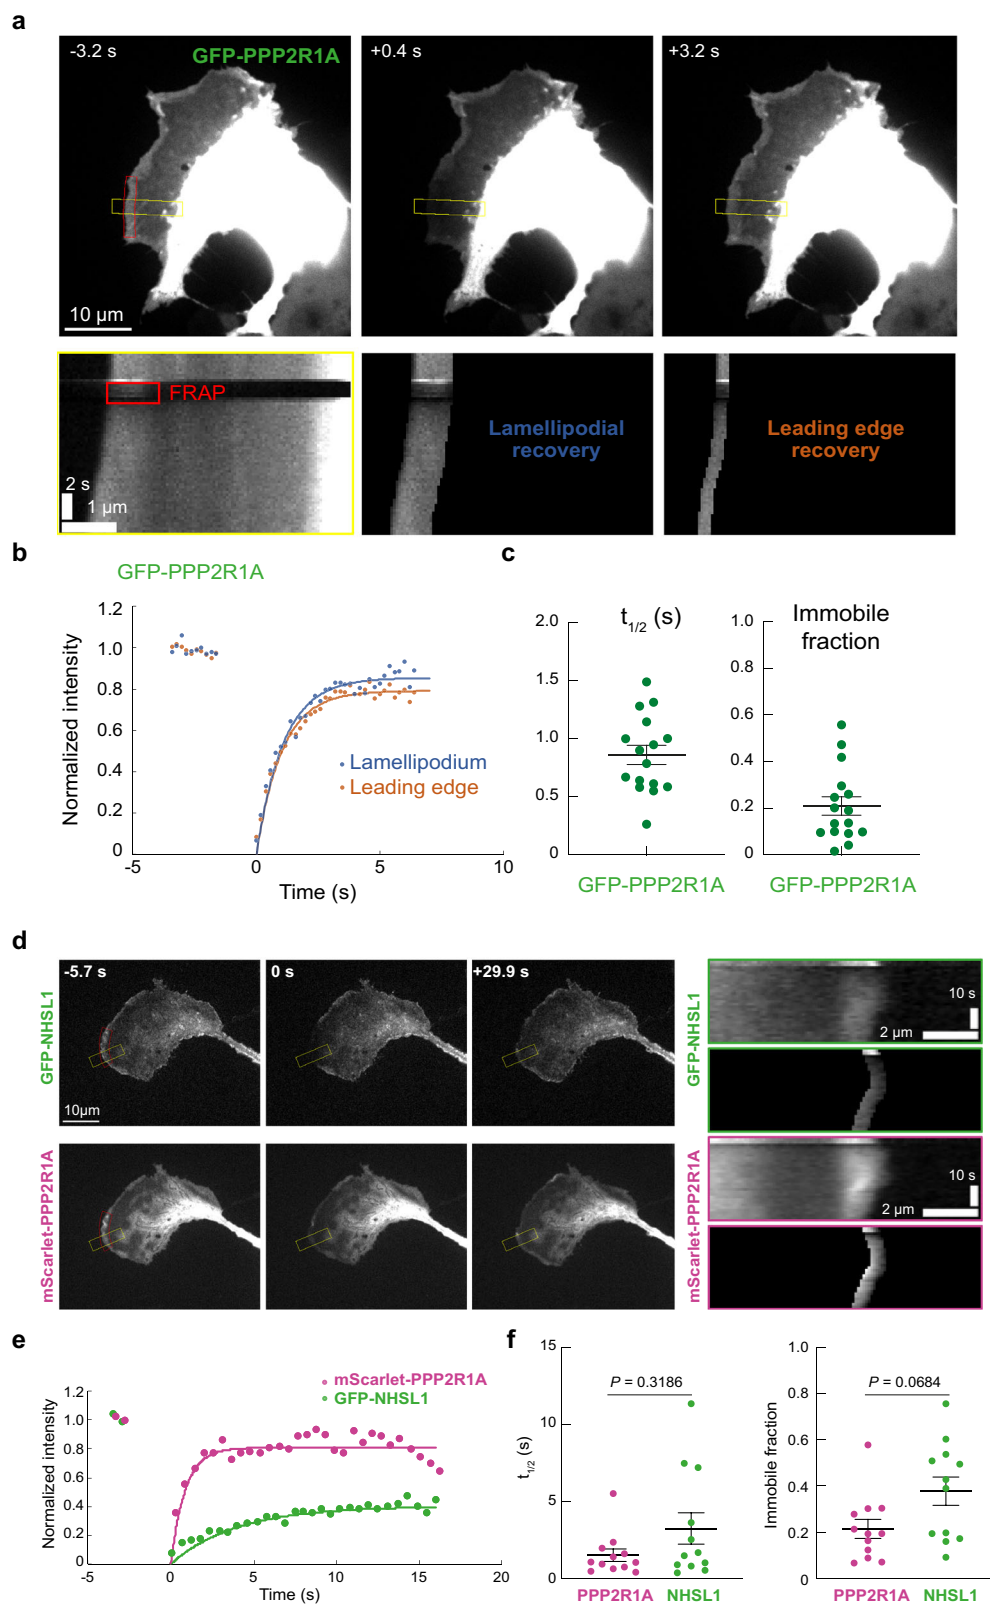 a
-3.2 s
GFP-PPP2R1A
+0.4 s
+3.2 s
10 µm
FRAP
2 s
1 µm
Lamellipodial
recovery
Leading edge
recovery
b
GFP-PPP2R1A
Normalized intensity
1.2
1.0
0.8
0.6
0.4
0.2
0
-5
0
5
10
Time (s)
Lamellipodium
Leading edge
c
t1/2 (s)
2.0
1.5
1.0
0.5
0
GFP-PPP2R1A
Immobile
fraction
1.0
0.8
0.6
0.4
0.2
0
GFP-PPP2R1A
d
GFP-NHSL1
-5.7 s
0 s
+29.9 s
10µm
mScarlet-PPP2R1A
GFP-NHSL1
10 s
2 µm
mScarlet-PPP2R1A
10 s
2 µm
e
mScarlet-PPP2R1A
GFP-NHSL1
Normalized intensity
1.2
1.0
0.8
0.6
0.4
0.2
0
-5
0
5
10
15
20
Time (s)
f
t1/2 (s)
15
10
5
0
P = 0.3186
PPP2R1A
NHSL1
Immobile fraction
1.0
0.8
0.6
0.4
0.2
0
P = 0.0684
PPP2R1A
NHSL1